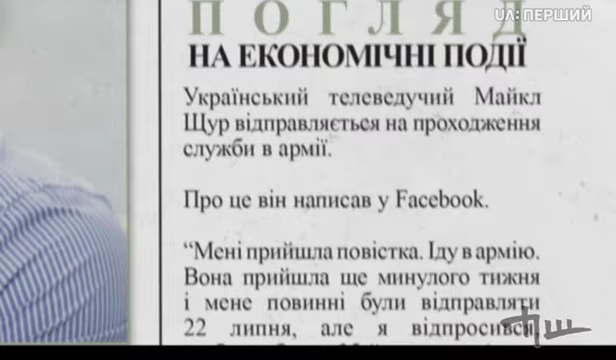 UA: ПЕРШИЙ
ПОГЛЯД
НА ЕКОНОМІЧНІ ПОДІЇ
Український телеведучий Майкл
Щур відправляється на проходження
служби в армії.
Про це він написав у Facebook.
“Мені прийшла повістка. Іду в армію.
Вона прийшла ще минулого тижня
і мене повинні були відправляти
22 липня, але я відпросився,